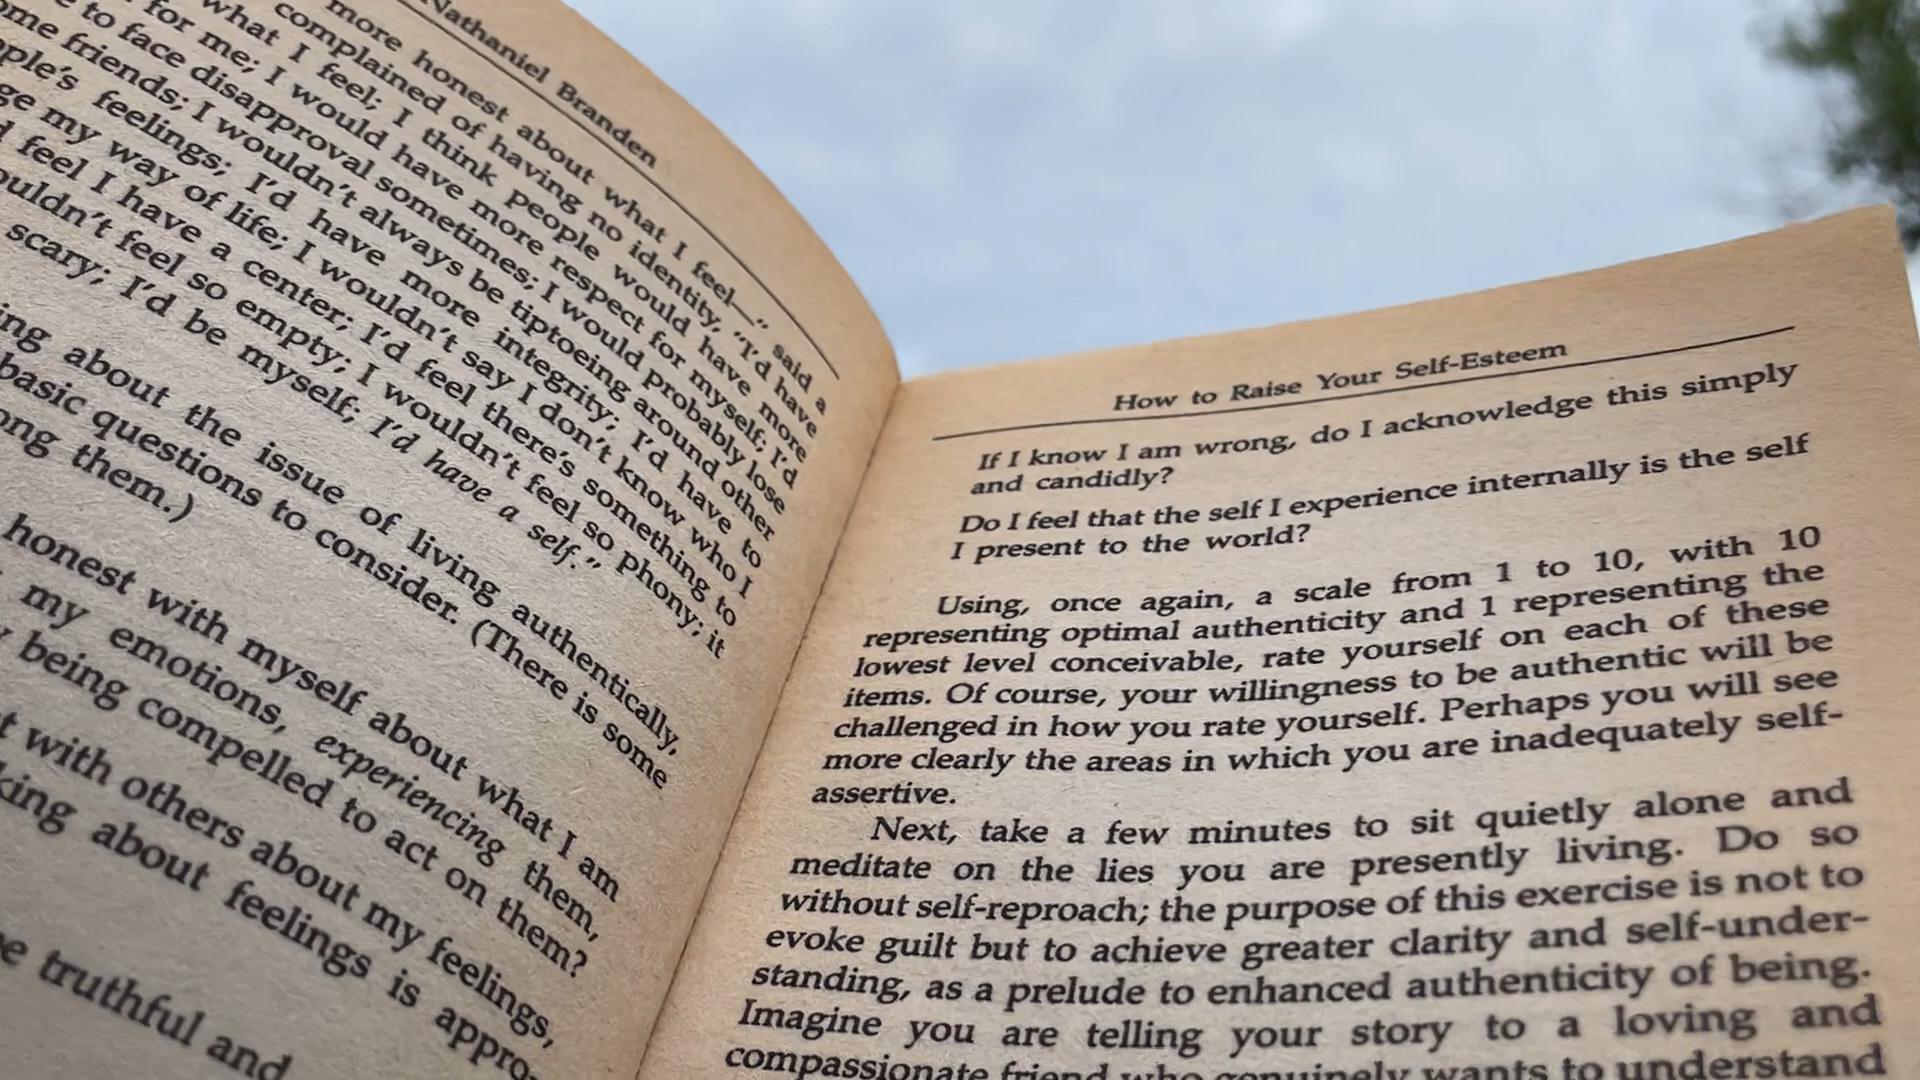 Nathaniel Branden
more honest about what I feel—" said a
complained of having no identity, "I'd have
what I feel; I think people would have more
for me; I would have more respect for myself; I'd
to face disapproval sometimes; I would probably lose
friends; I wouldn't always be tiptoeing around other
feelings; I'd have more integrity; I'd have to
my way of life; I wouldn't say I don't know who I
feel I have a center; I'd feel there's something to
feel so empty; I wouldn't feel so phony; it
scary; I'd be myself; I'd have a self."
about the issue of living authentically,
basic questions to consider. (There is some
them.)
honest with myself about what I am
my emotions, experiencing them,
being compelled to act on them?
with others about my feelings,
about feelings is appro-
truthful and
How to Raise Your Self-Esteem
If I know I am wrong, do I acknowledge this simply
and candidly?
Do I feel that the self I experience internally is the self
I present to the world?
Using, once again, a scale from 1 to 10, with 10
representing optimal authenticity and 1 representing the
lowest level conceivable, rate yourself on each of these
items. Of course, your willingness to be authentic will be
challenged in how you rate yourself. Perhaps you will see
more clearly the areas in which you are inadequately self-
assertive.
Next, take a few minutes to sit quietly alone and
meditate on the lies you are presently living. Do so
without self-reproach; the purpose of this exercise is not to
evoke guilt but to achieve greater clarity and self-under-
standing, as a prelude to enhanced authenticity of being.
Imagine you are telling your story to a loving and
compassionate friend who genuinely wants to understand